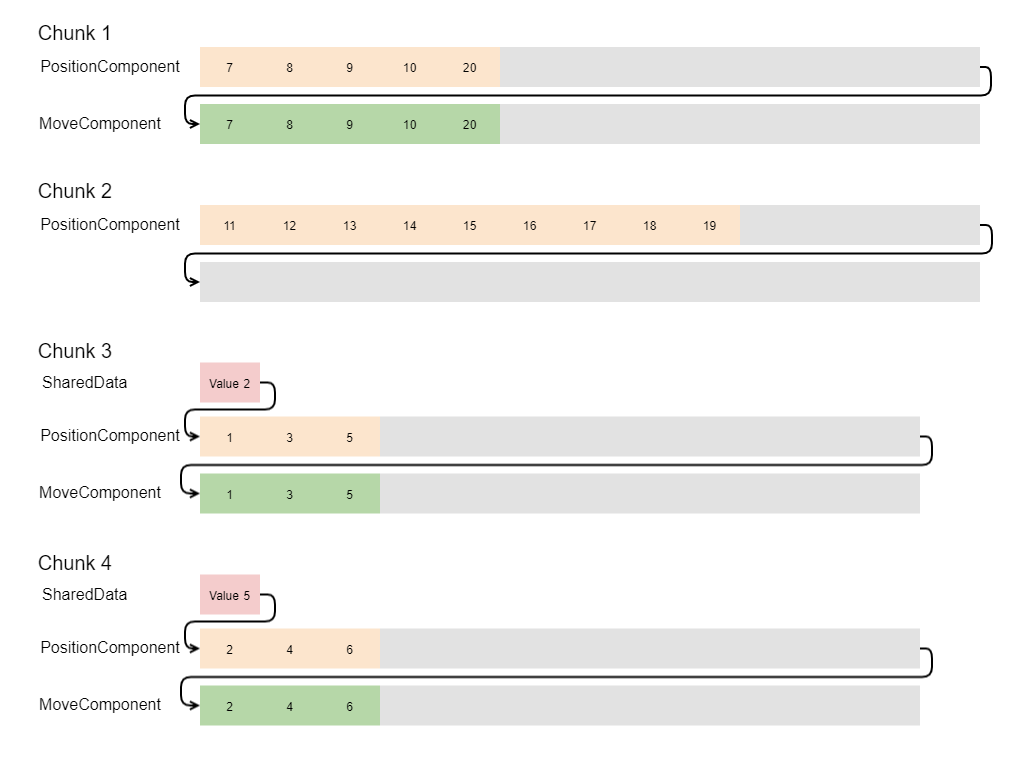 Chunk 1
PositionComponent 7 8 9 10 20
MoveComponent 7 8 9 10 20
Chunk 2
PositionComponent 11 12 13 14 15 16 17 18 19
Chunk 3
SharedData Value 2
PositionComponent 1 3 5
MoveComponent 1 3 5
Chunk 4
SharedData Value 5
PositionComponent 2 4 6
MoveComponent 2 4 6